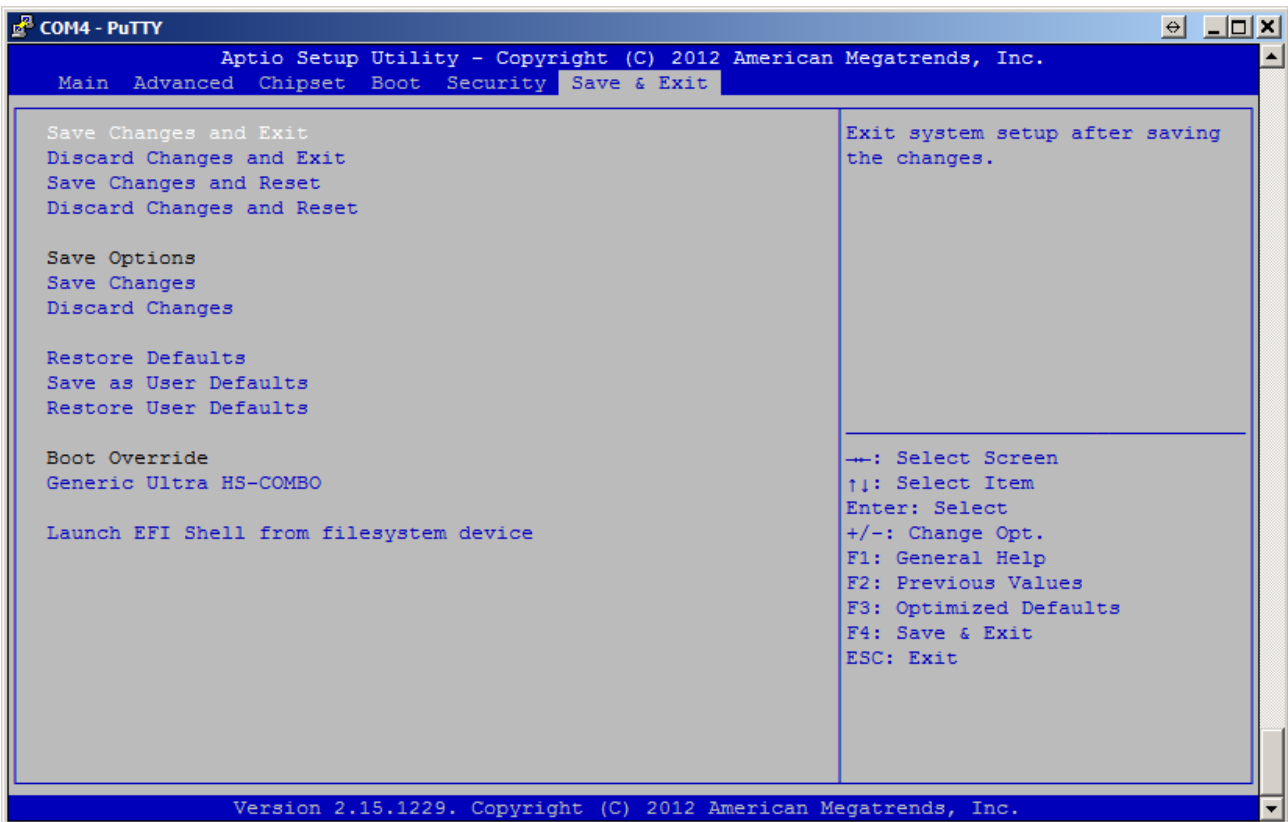 COM4 - PuTTY
Aptio Setup Utility - Copyright (C) 2012 American Megatrends, Inc.
Main Advanced Chipset Boot Security Save & Exit
Save Changes and Exit
Discard Changes and Exit
Save Changes and Reset
Discard Changes and Reset
Save Options
Save Changes
Discard Changes
Restore Defaults
Save as User Defaults
Restore User Defaults
Boot Override
Generic Ultra HS-COMBO
Launch EFI Shell from filesystem device
Exit system setup after saving
the changes.
→←: Select Screen
↑↓: Select Item
Enter: Select
+/-: Change Opt.
F1: General Help
F2: Previous Values
F3: Optimized Defaults
F4: Save & Exit
ESC: Exit
Version 2.15.1229. Copyright (C) 2012 American Megatrends, Inc.